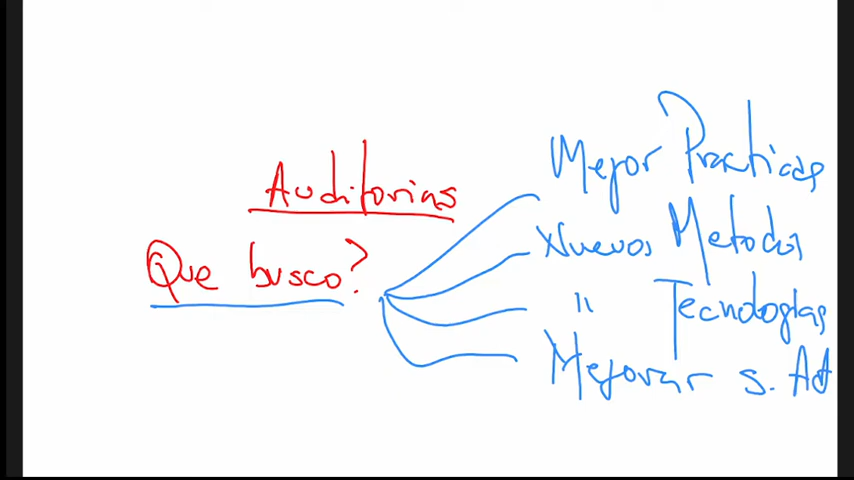 Auditorias
Que busco?
Mejor Practicas
Nuevos Metodos
" Tecnologias
Mejorar s. Ad